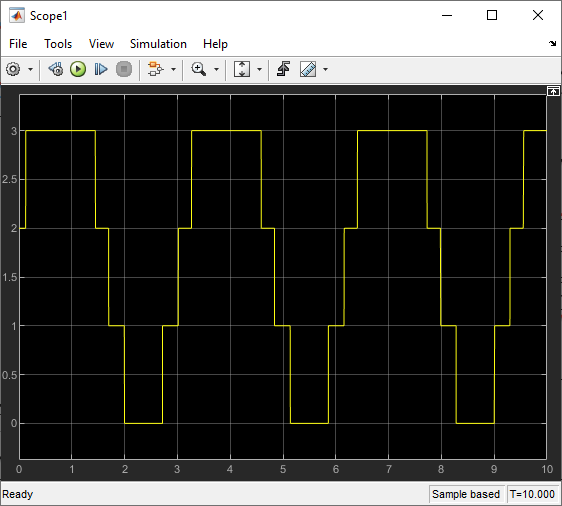 Scope1
File Tools View Simulation Help
3
2.5
2
1.5
1
0.5
0
0 1 2 3 4 5 6 7 8 9 10
Ready Sample based T=10.000